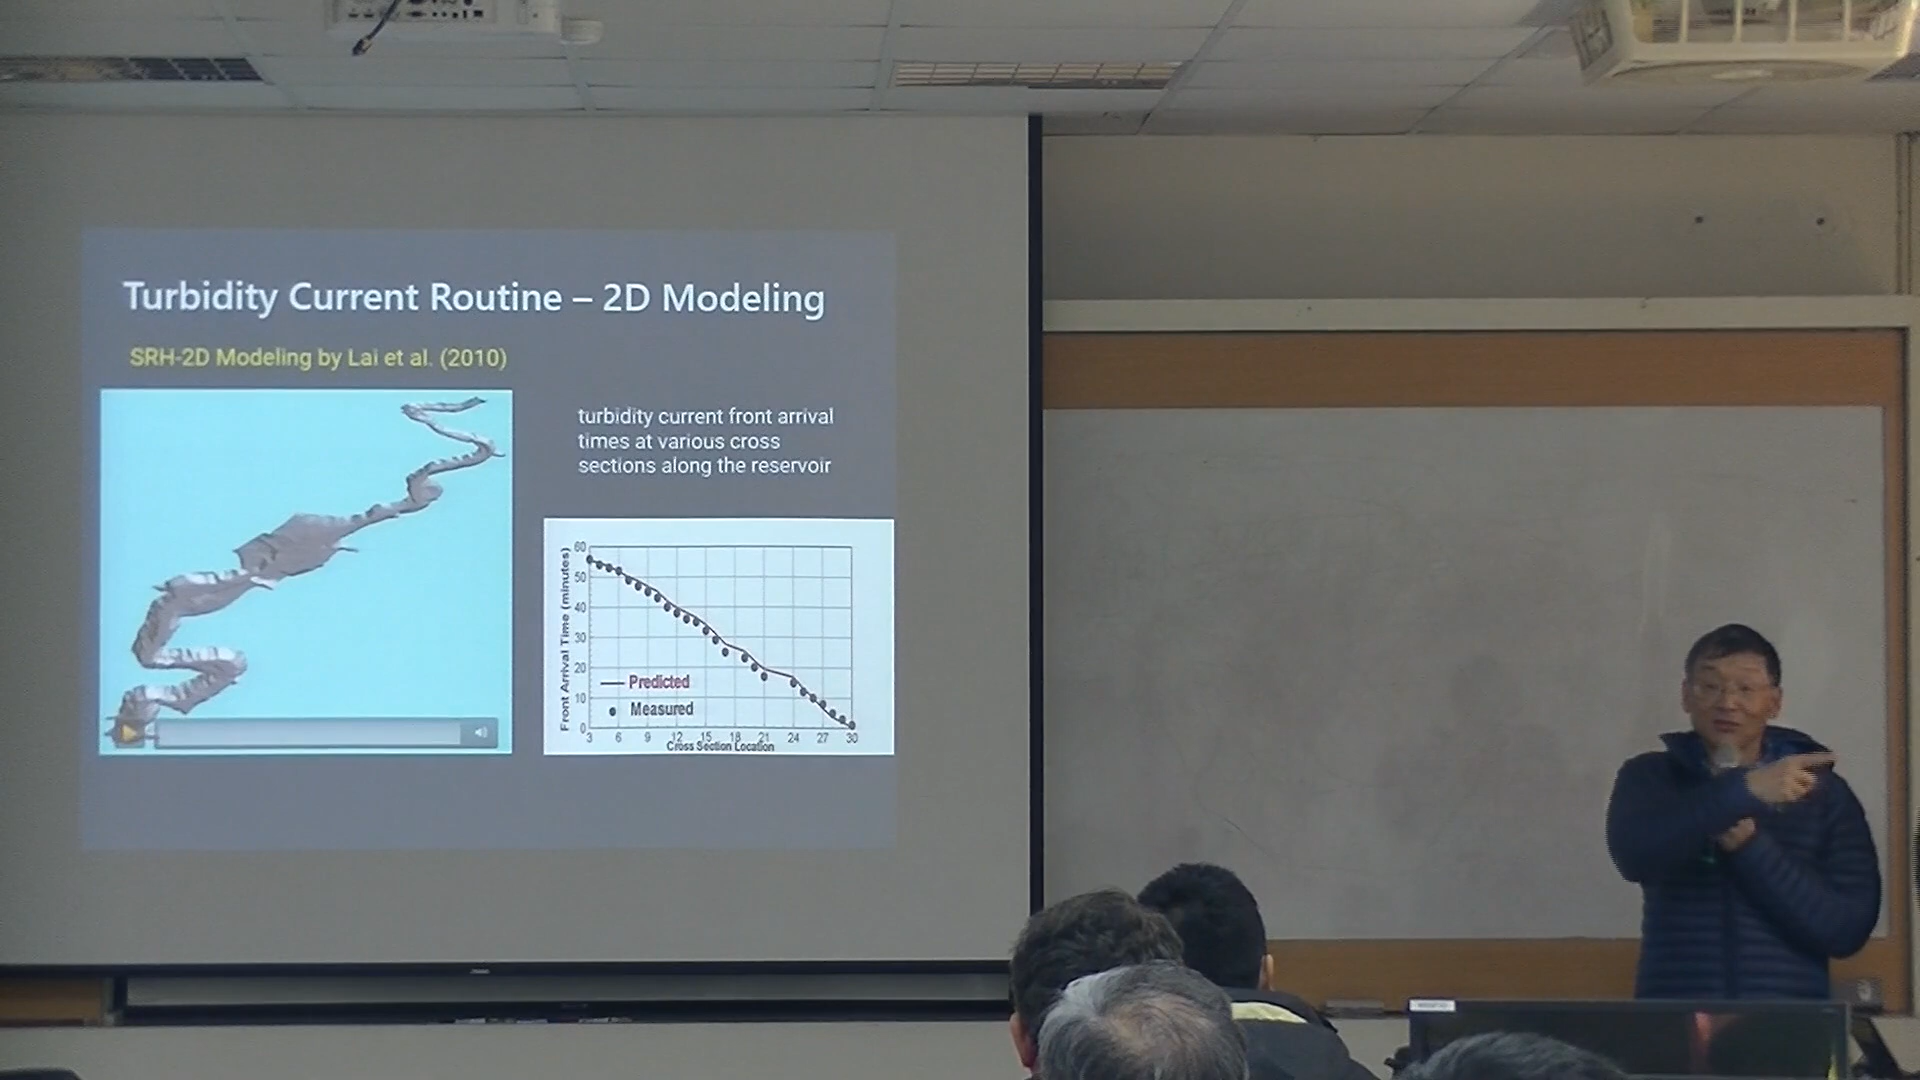 Turbidity Current Routine – 2D Modeling
SRH-2D Modeling by Lai et al. (2010)
turbidity current front arrival
times at various cross
sections along the reservoir
Front Arrival Time (minutes)
60
50
40
30
20
10
0
Predicted
Measured
3 6 9 12 15 18 21 24 27 30
Cross Section Location